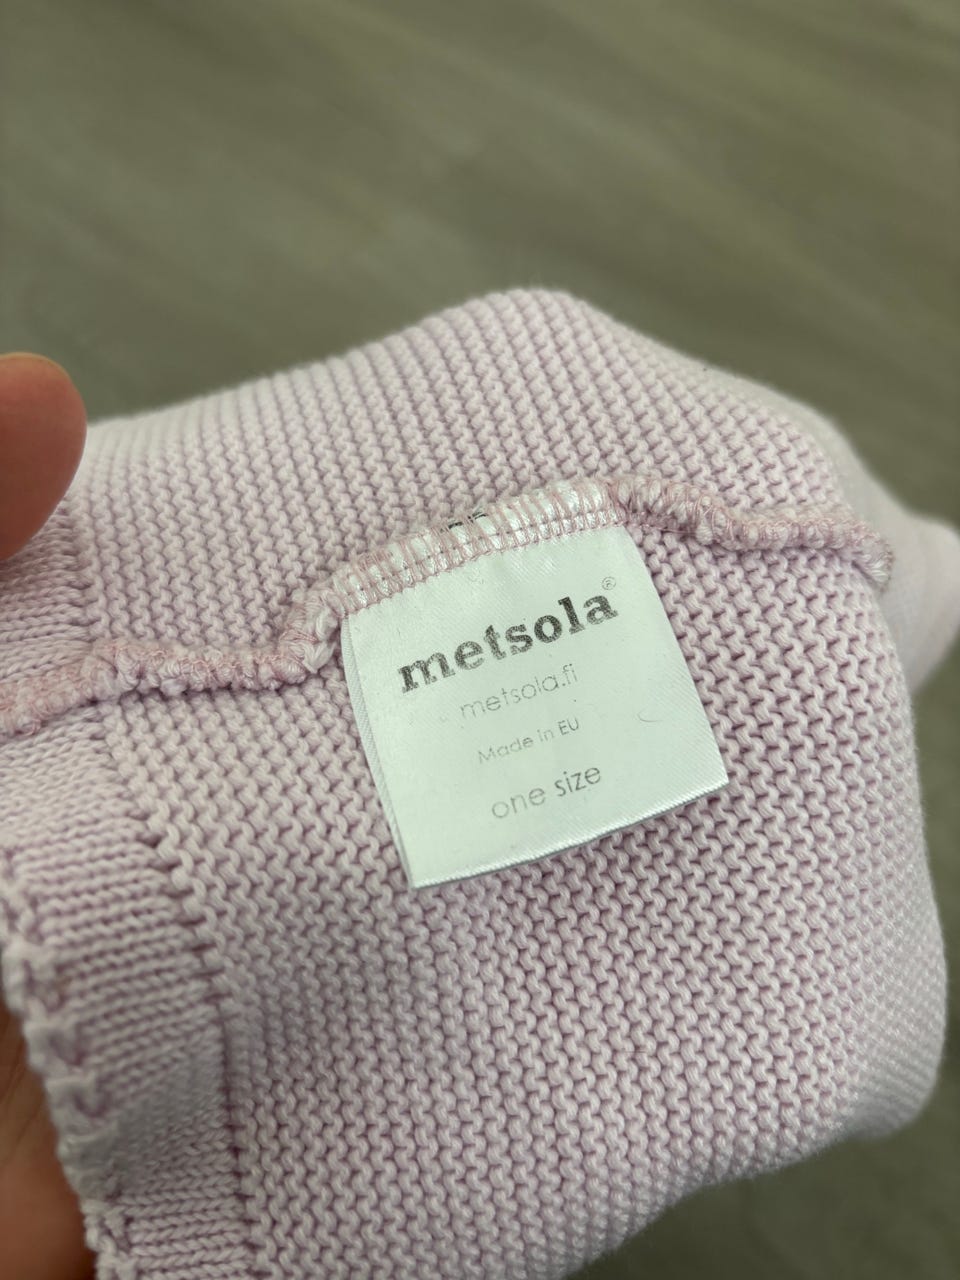 metsola®
metsola.fi
Made in EU
one size